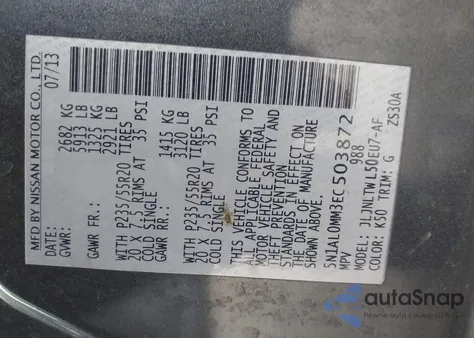 MFD BY NISSAN MOTOR CO., LTD.
DATE: 07/13
GVWR: 2682 KG
5913 LB
GAWR FR: 1325 KG
2921 LB
WITH P235/55R20 TIRES
20 X 7.5 RIMS AT 35 PSI
COLD SINGLE
GAWR RR: 1415 KG
3120 LB
WITH P235/55R20 TIRES
20 X 7.5 RIMS AT 35 PSI
COLD SINGLE
THIS VEHICLE CONFORMS TO
ALL APPLICABLE FEDERAL
MOTOR VEHICLE SAFETY AND
THEFT PREVENTION
STANDARDS IN EFFECT ON
THE DATE OF MANUFACTURE
5N1AL0MM3EC503872
MPV 988
MODEL: JLJNLTWL50EU7-AF
COLOR: K50 TRIM: G ZS30A
autoSnap